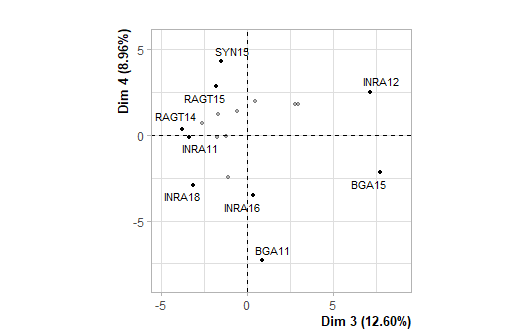 Dim 4 (8.96%)
5
0
-5
SYN15
INRA12
RAGT15
RAGT14
INRA11
BGA15
INRA18
INRA16
BGA11
-5
0
5
Dim 3 (12.60%)